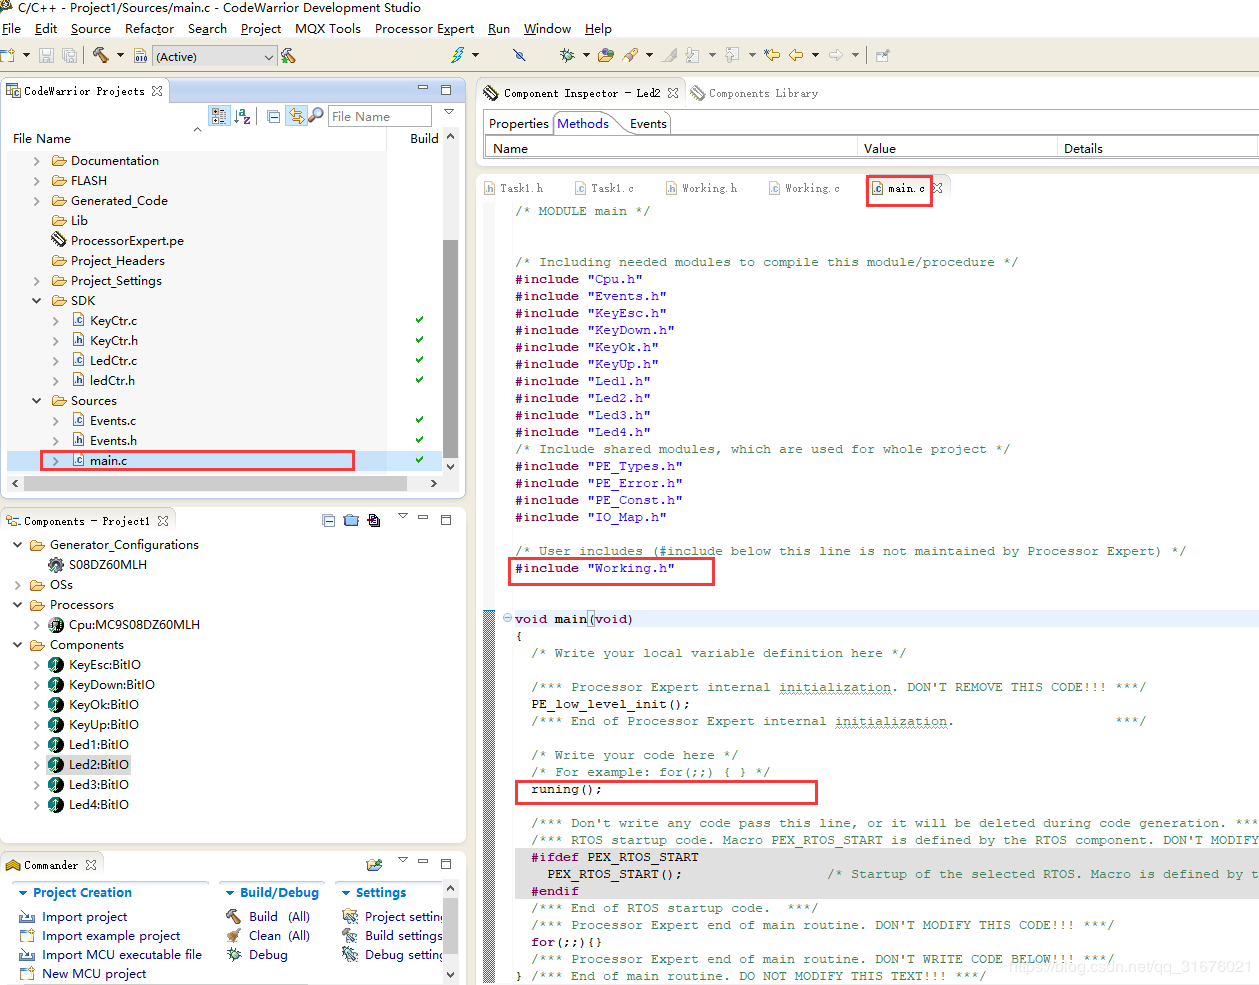 C/C++ - Project1/Sources/main.c - CodeWarrior Development Studio
File Edit Source Refactor Search Project MQX Tools Processor Expert Run Window Help
(Active)
CodeWarrior Projects
File Name
File Name Build
Documentation
FLASH
Generated_Code
Lib
ProcessorExpert.pe
Project_Headers
Project_Settings
SDK
KeyCtr.c
KeyCtr.h
LedCtr.c
ledCtr.h
Sources
Events.c
Events.h
main.c
Components - Project1
Generator_Configurations
S08DZ60MLH
OSs
Processors
Cpu:MC9S08DZ60MLH
Components
KeyEsc:BitIO
KeyDown:BitIO
KeyOk:BitIO
KeyUp:BitIO
Led1:BitIO
Led2:BitIO
Led3:BitIO
Led4:BitIO
Commander
Project Creation
Import project
Import example project
Import MCU executable file
New MCU project
Build/Debug
Build (All)
Clean (All)
Debug
Settings
Project setting
Build settings
Debug setting
Component Inspector - Led2 Components Library
Properties Methods Events
Name Value Details
Task1.h Task1.c Working.h Working.c main.c
/* MODULE main */
/* Including needed modules to compile this module/procedure */
#include "Cpu.h"
#include "Events.h"
#include "KeyEsc.h"
#include "KeyDown.h"
#include "KeyOk.h"
#include "KeyUp.h"
#include "Led1.h"
#include "Led2.h"
#include "Led3.h"
#include "Led4.h"
/* Include shared modules, which are used for whole project */
#include "PE_Types.h"
#include "PE_Error.h"
#include "PE_Const.h"
#include "IO_Map.h"
/* User includes (#include below this line is not maintained by Processor Expert) */
#include "Working.h"
void main(void)
{
/* Write your local variable definition here */
/*** Processor Expert internal initialization. DON'T REMOVE THIS CODE!!! ***/
PE_low_level_init();
/*** End of Processor Expert internal initialization. ***/
/* Write your code here */
/* For example: for(;;) { } */
runing();
/*** Don't write any code pass this line, or it will be deleted during code generation. ***
/*** RTOS startup code. Macro PEX_RTOS_START is defined by the RTOS component. DON'T MODIFY
#ifdef PEX_RTOS_START
PEX_RTOS_START(); /* Startup of the selected RTOS. Macro is defined by t
#endif
/*** End of RTOS startup code. ***/
/*** Processor Expert end of main routine. DON'T MODIFY THIS CODE!!! ***/
for(;;){}
/*** Processor Expert end of main routine. DON'T WRITE CODE BELOW!!! ***/
} /*** End of main routine. DO NOT MODIFY THIS TEXT!!! ***/
https://blog.csdn.net/qq_31676021